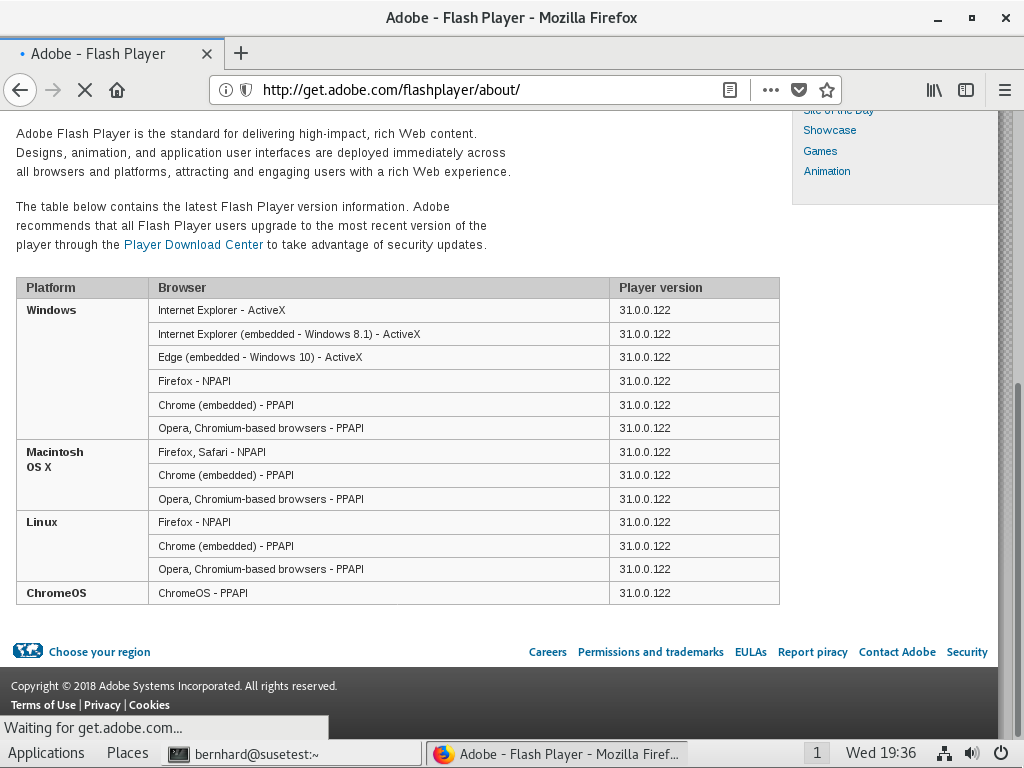 Adobe - Flash Player - Mozilla Firefox
Adobe - Flash Player
http://get.adobe.com/flashplayer/about/
Site of the Day
Showcase
Games
Animation
Adobe Flash Player is the standard for delivering high-impact, rich Web content.
Designs, animation, and application user interfaces are deployed immediately across
all browsers and platforms, attracting and engaging users with a rich Web experience.
The table below contains the latest Flash Player version information. Adobe
recommends that all Flash Player users upgrade to the most recent version of the
player through the Player Download Center to take advantage of security updates.
Platform Browser Player version
Windows Internet Explorer - ActiveX 31.0.0.122
Internet Explorer (embedded - Windows 8.1) - ActiveX 31.0.0.122
Edge (embedded - Windows 10) - ActiveX 31.0.0.122
Firefox - NPAPI 31.0.0.122
Chrome (embedded) - PPAPI 31.0.0.122
Opera, Chromium-based browsers - PPAPI 31.0.0.122
Macintosh Firefox, Safari - NPAPI 31.0.0.122
OS X
Chrome (embedded) - PPAPI 31.0.0.122
Opera, Chromium-based browsers - PPAPI 31.0.0.122
Linux Firefox - NPAPI 31.0.0.122
Chrome (embedded) - PPAPI 31.0.0.122
Opera, Chromium-based browsers - PPAPI 31.0.0.122
ChromeOS ChromeOS - PPAPI 31.0.0.122
Choose your region Careers Permissions and trademarks EULAs Report piracy Contact Adobe Security
Copyright © 2018 Adobe Systems Incorporated. All rights reserved.
Terms of Use | Privacy | Cookies
Waiting for get.adobe.com...
Applications Places bernhard@susetest:~ Adobe - Flash Player - Mozilla Firef... 1 Wed 19:36